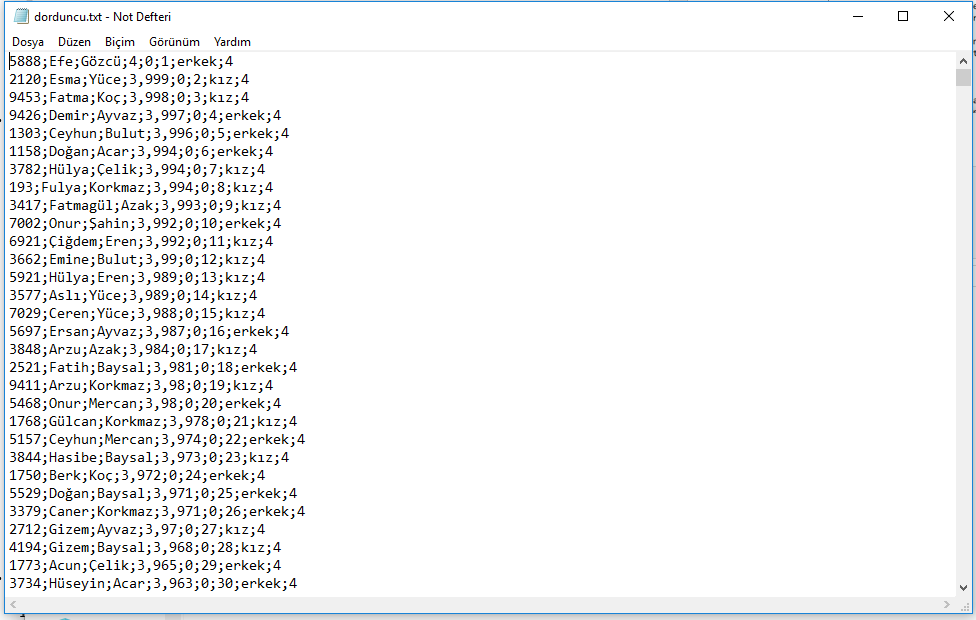 dorduncu.txt - Not Defteri
Dosya Düzen Biçim Görünüm Yardım
5888;Efe;Gözcü;4;0;1;erkek;4
2120;Esma;Yüce;3,999;0;2;kız;4
9453;Fatma;Koç;3,998;0;3;kız;4
9426;Demir;Ayvaz;3,997;0;4;erkek;4
1303;Ceyhun;Bulut;3,996;0;5;erkek;4
1158;Doğan;Acar;3,994;0;6;erkek;4
3782;Hülya;Çelik;3,994;0;7;kız;4
193;Fulya;Korkmaz;3,994;0;8;kız;4
3417;Fatmagül;Azak;3,993;0;9;kız;4
7002;Onur;Şahin;3,992;0;10;erkek;4
6921;Çiğdem;Eren;3,992;0;11;kız;4
3662;Emine;Bulut;3,99;0;12;kız;4
5921;Hülya;Eren;3,989;0;13;kız;4
3577;Aslı;Yüce;3,989;0;14;kız;4
7029;Ceren;Yüce;3,988;0;15;kız;4
5697;Ersan;Ayvaz;3,987;0;16;erkek;4
3848;Arzu;Azak;3,984;0;17;kız;4
2521;Fatih;Baysal;3,981;0;18;erkek;4
9411;Arzu;Korkmaz;3,98;0;19;kız;4
5468;Onur;Mercan;3,98;0;20;erkek;4
1768;Gülcan;Korkmaz;3,978;0;21;kız;4
5157;Ceyhun;Mercan;3,974;0;22;erkek;4
3844;Hasibe;Baysal;3,973;0;23;kız;4
1750;Berk;Koç;3,972;0;24;erkek;4
5529;Doğan;Baysal;3,971;0;25;erkek;4
3379;Caner;Korkmaz;3,971;0;26;erkek;4
2712;Gizem;Ayvaz;3,97;0;27;kız;4
4194;Gizem;Baysal;3,968;0;28;kız;4
1773;Acun;Çelik;3,965;0;29;erkek;4
3734;Hüseyin;Acar;3,963;0;30;erkek;4